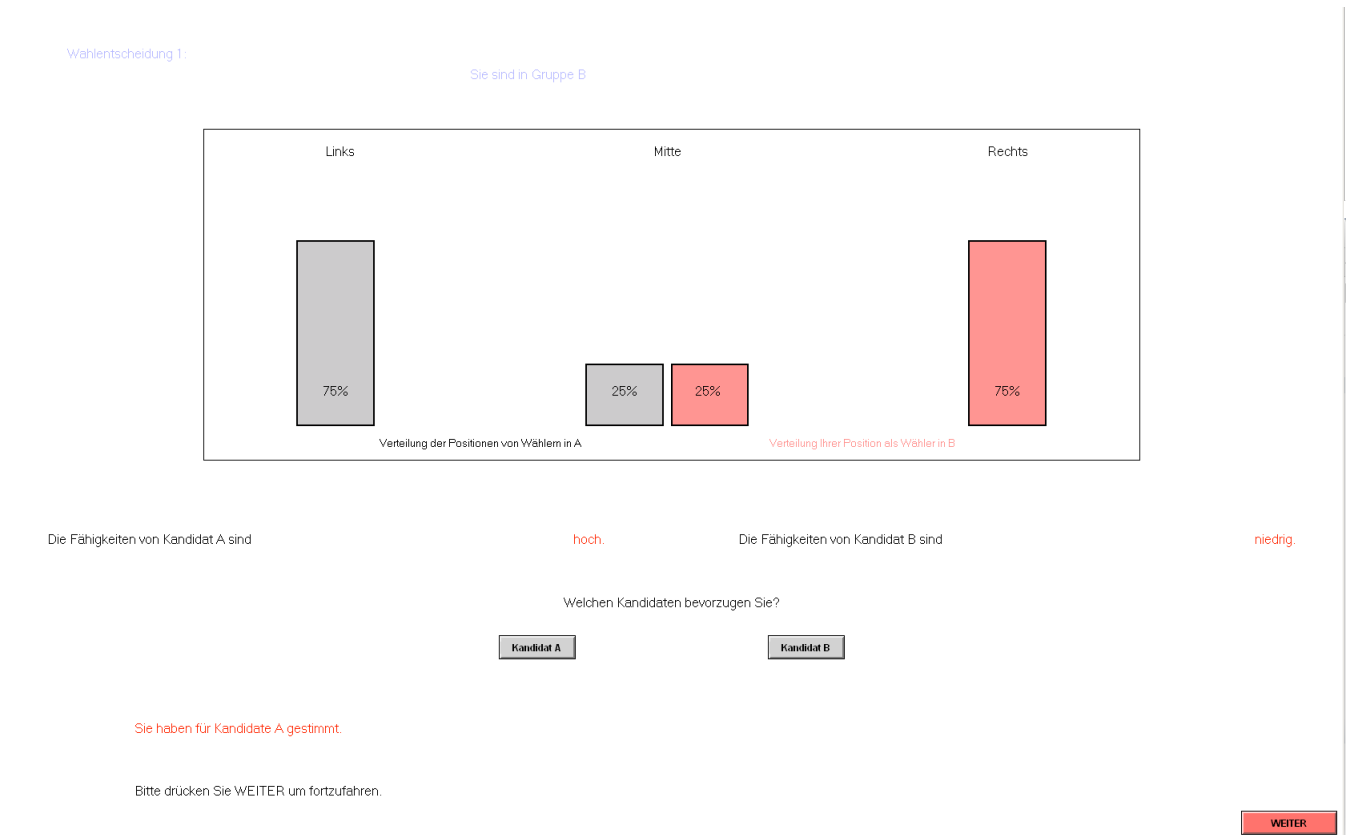 Wahlentscheidung 1:
Sie sind in Gruppe B
Links Mitte Rechts
75% 25% 25% 75%
Verteilung der Positionen von Wählern in A Verteilung Ihrer Position als Wähler in B
Die Fähigkeiten von Kandidat A sind hoch. Die Fähigkeiten von Kandidat B sind niedrig.
Welchen Kandidaten bevorzugen Sie?
Kandidat A Kandidat B
Sie haben für Kandidate A gestimmt.
Bitte drücken Sie WEITER um fortzufahren.
WEITER